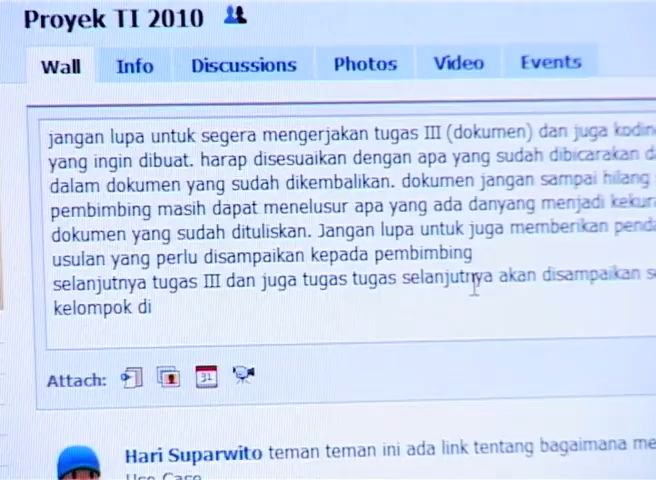 Proyek TI 2010
Wall Info Discussions Photos Video Events
jangan lupa untuk segera mengerjakan tugas III (dokumen) dan juga
yang ingin dibuat. harap disesuaikan dengan apa yang sudah dibicarakan
dalam dokumen yang sudah dikembalikan. dokumen jangan sampai hilang
pembimbing masih dapat menelusur apa yang ada danyang menjadi
dokumen yang sudah dituliskan. Jangan lupa untuk juga memberikan
usulan yang perlu disampaikan kepada pembimbing
selanjutnya tugas III dan juga tugas tugas selanjutnya akan disampaikan
kelompok di
Attach:
31
Hari Suparwito teman teman ini ada link tentang bagaimana
Use Case